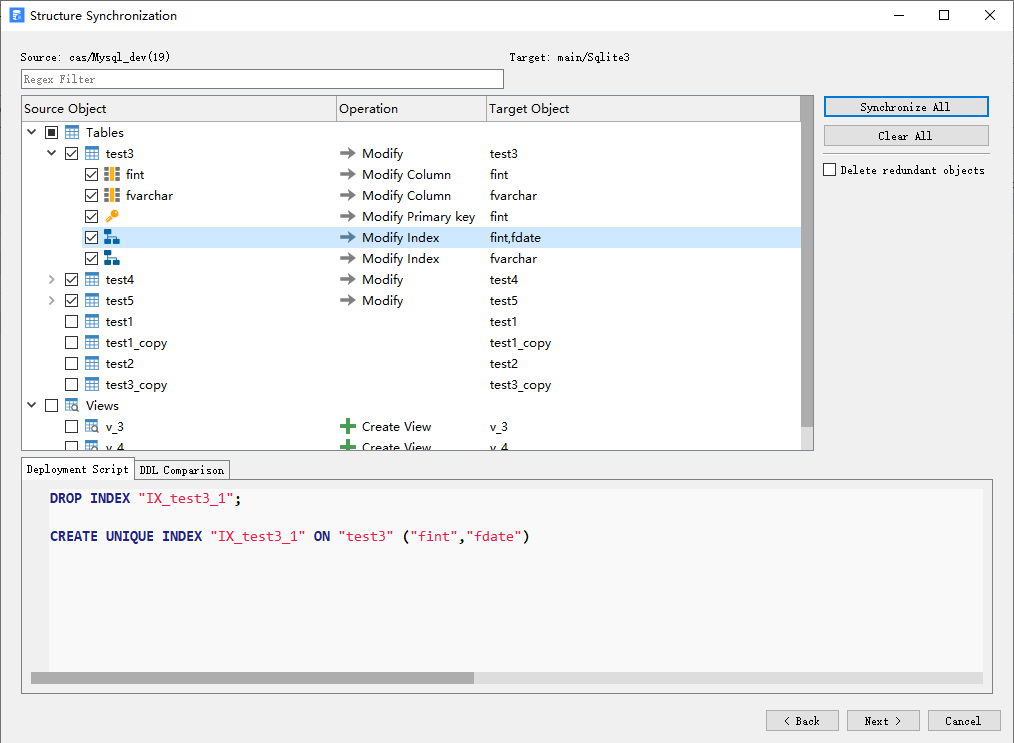 Structure Synchronization
Source: cas/Mysql_dev(19) Target: main/Sqlite3
Regex Filter
Source Object Operation Target Object
Synchronize All
Clear All
Delete redundant objects
Tables
test3 Modify test3
fint Modify Column fint
fvarchar Modify Column fvarchar
Modify Primary key fint
Modify Index fint,fdate
Modify Index fvarchar
test4 Modify test4
test5 Modify test5
test1 test1
test1_copy test1_copy
test2 test2
test3_copy test3_copy
Views
v_3 Create View v_3
v_4 Create View v_4
Deployment Script DDL Comparison
DROP INDEX "IX_test3_1";
CREATE UNIQUE INDEX "IX_test3_1" ON "test3" ("fint","fdate")
< Back Next > Cancel